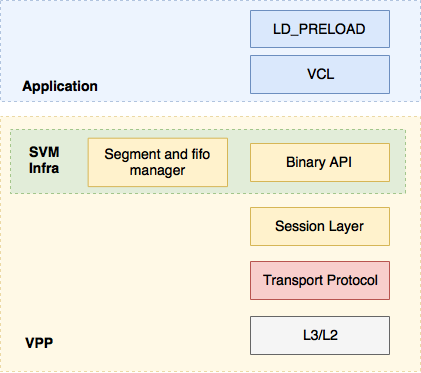 LD_PRELOAD
VCL
Application
SVM
Infra
Segment and fifo
manager
Binary API
Session Layer
Transport Protocol
L3/L2
VPP